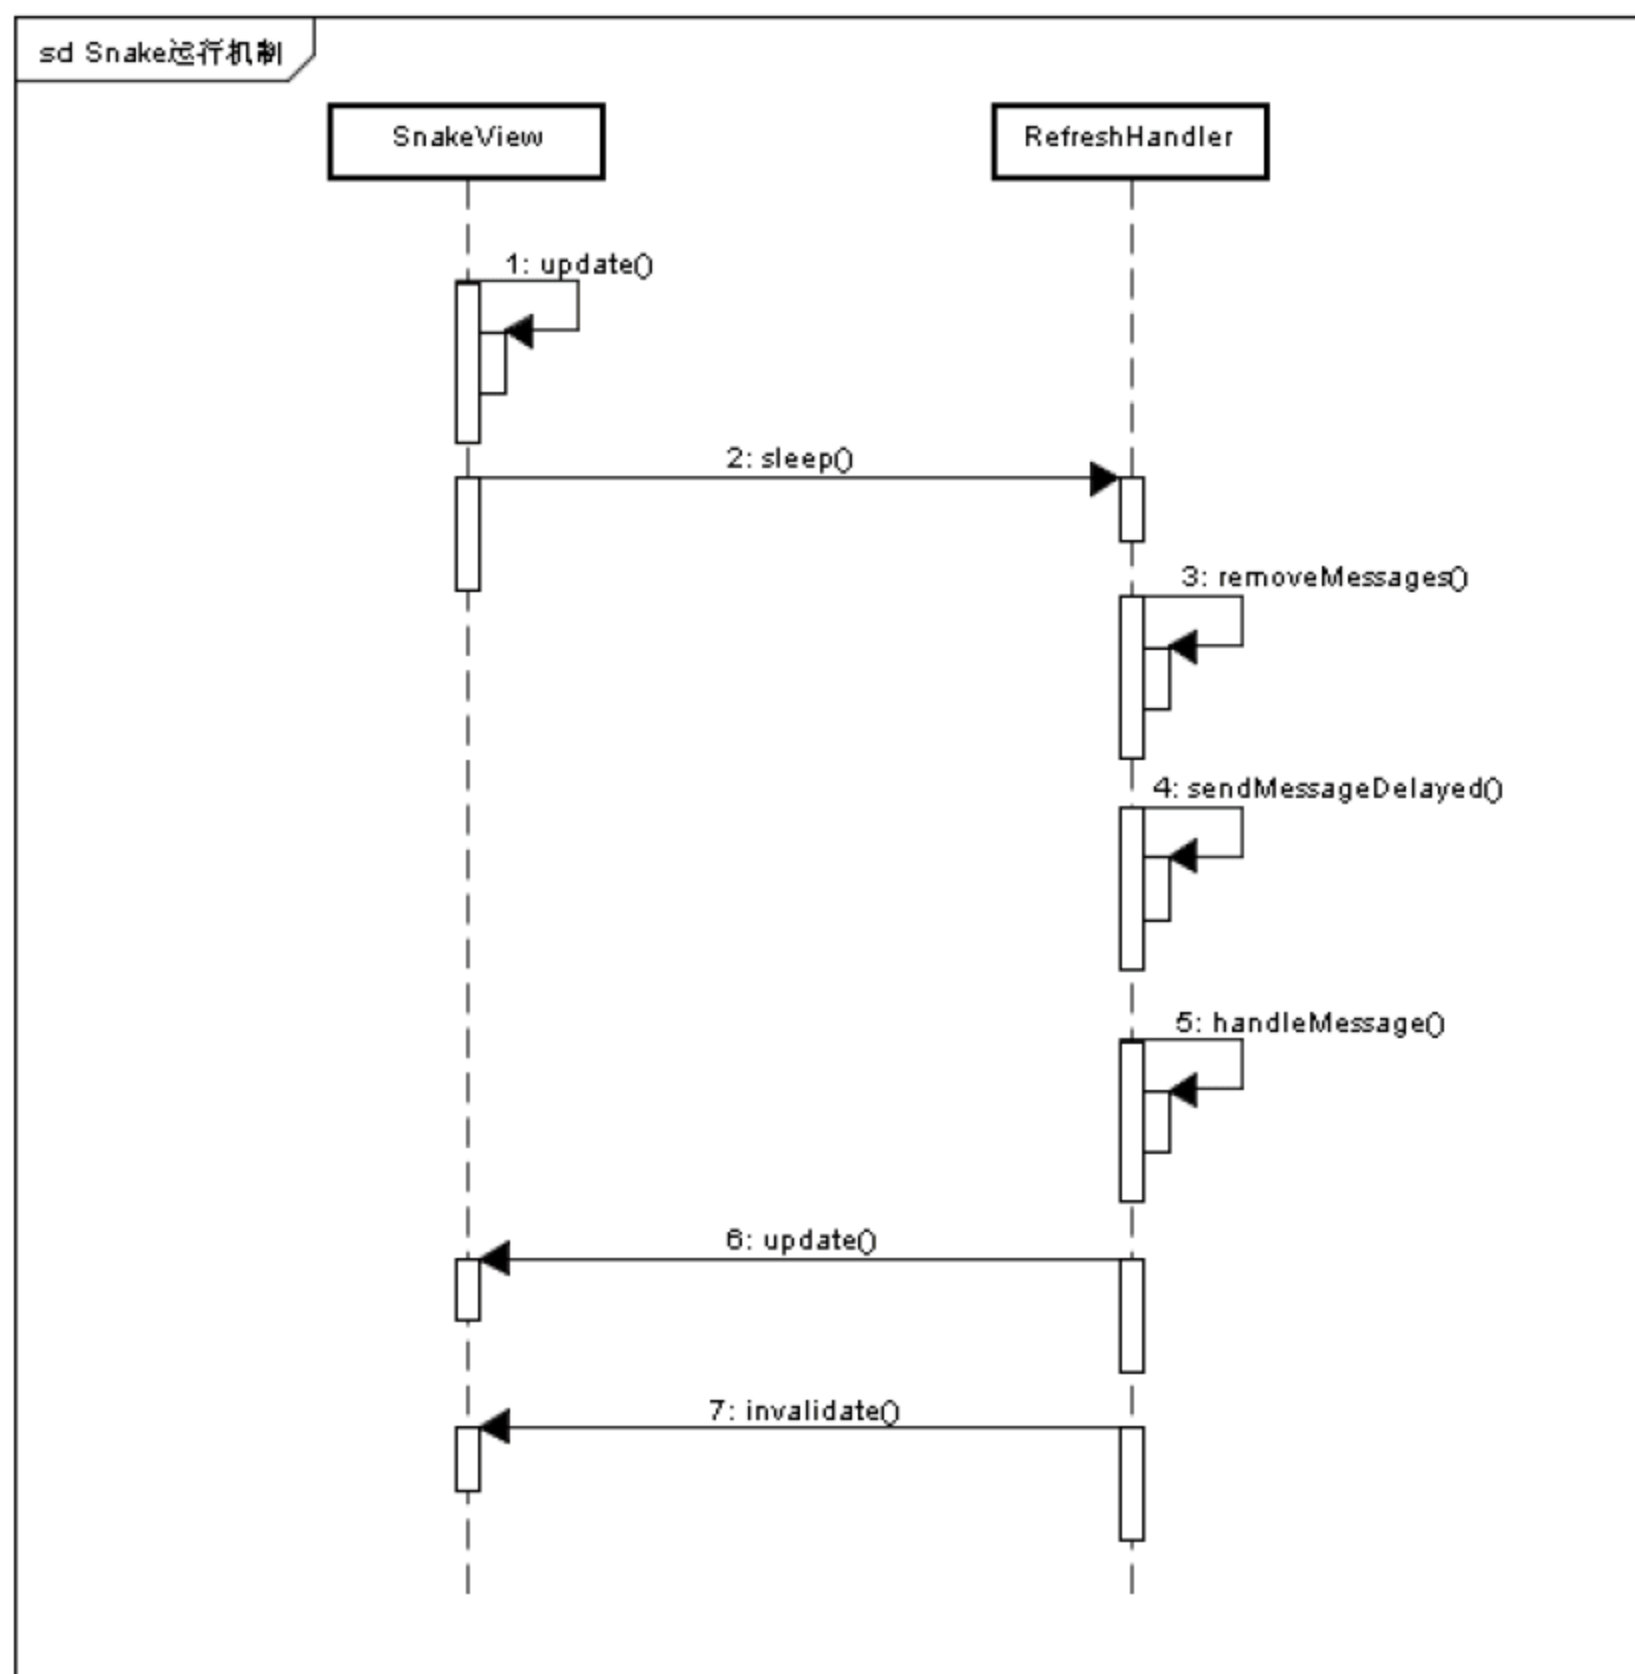 sd Snake运行机制
SnakeView
RefreshHandler
1: update()
2: sleep()
3: removeMessages()
4: sendMessageDelayed()
5: handleMessage()
6: update()
7: invalidate()